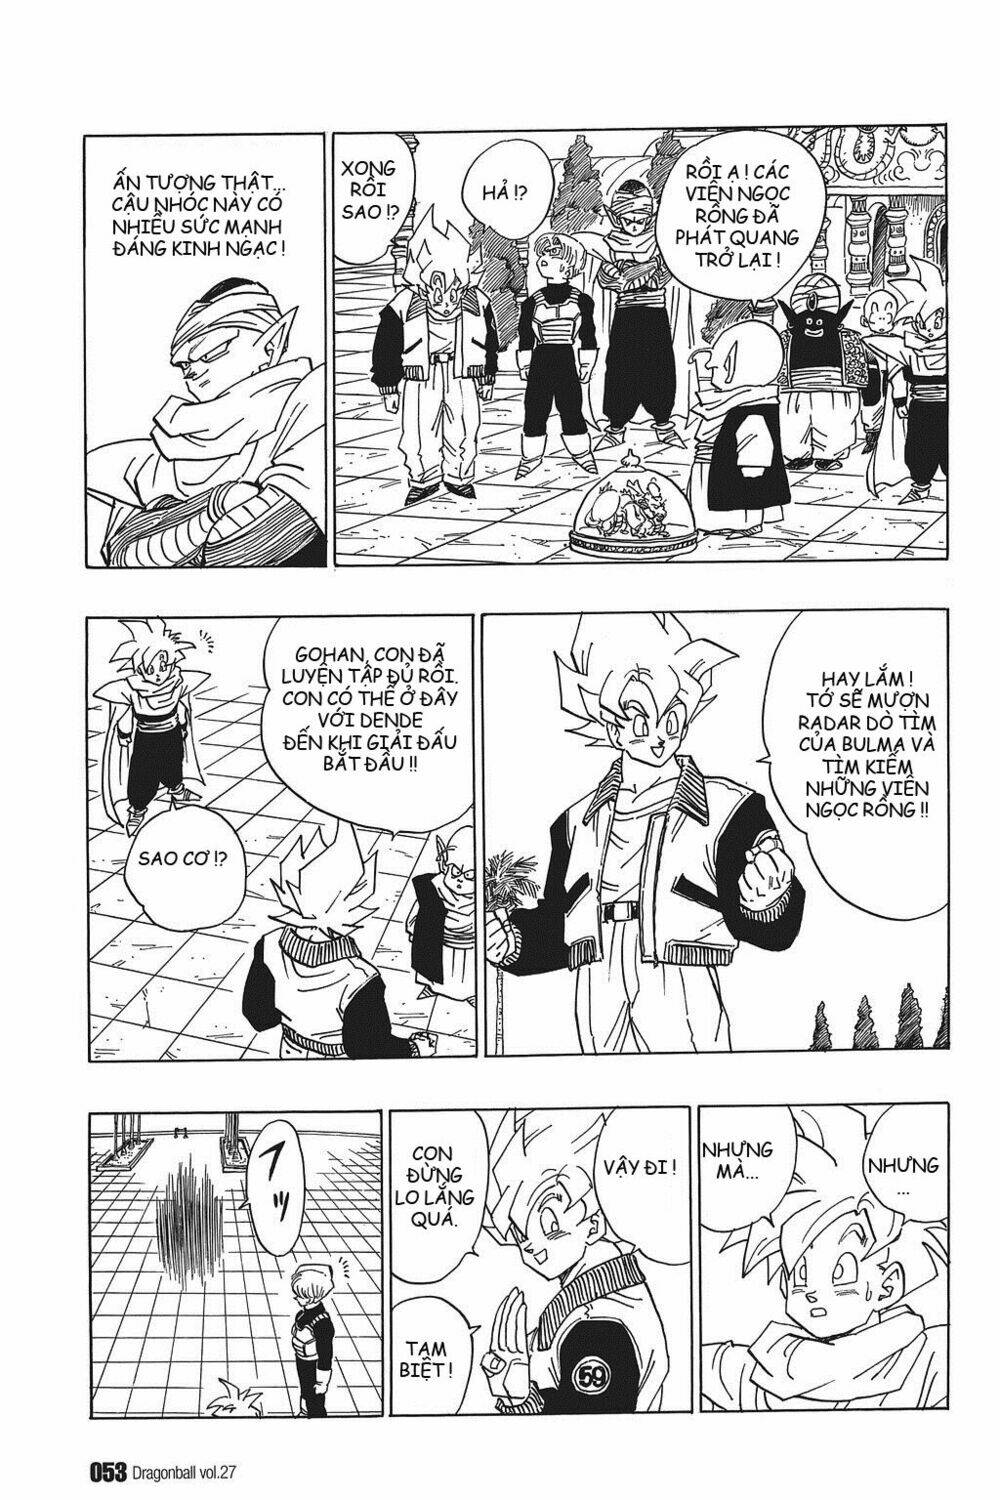 XONG
RỒI
SAO !?
HẢ !?
RỒI Ạ ! CÁC
VIÊN NGỌC
RỒNG ĐÃ
PHÁT QUANG
TRỞ LẠI !
ẤN TƯỢNG THẬT...
CẬU NHÓC NÀY CÓ
NHIỀU SỨC MẠNH
ĐÁNG KINH NGẠC !
HAY LẮM !
TỚ SẼ MƯỢN
RADAR DÒ TÌM
CỦA BULMA VÀ
TÌM KIẾM
NHỮNG VIÊN
NGỌC RỒNG !!
GOHAN, CON ĐÃ
LUYỆN TẬP ĐỦ RỒI.
CON CÓ THỂ Ở ĐÂY
VỚI DENDE
ĐẾN KHI GIẢI ĐẤU
BẮT ĐẦU !!
SAO CƠ !?
NHƯNG
...
NHƯNG
MÀ...
VẬY ĐI !
CON
ĐỪNG
LO LẮNG
QUÁ.
TẠM
BIỆT !
59
フッ
053 Dragonball vol.27